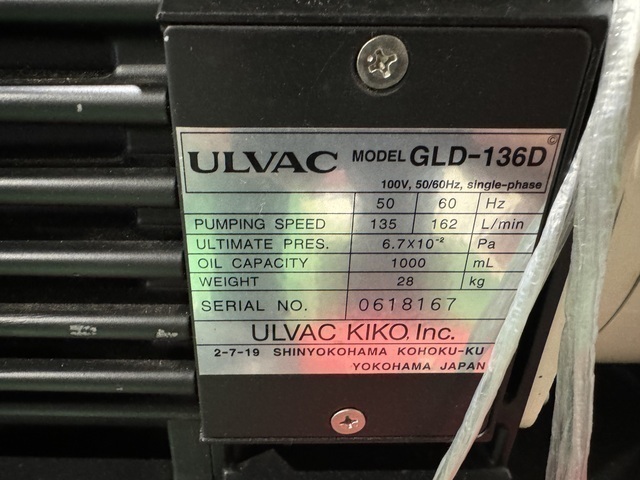 ©
ULVAC MODEL GLD-136D
100V, 50/60Hz, single-phase
50 60 Hz
PUMPING SPEED 135 162 L/min
ULTIMATE PRES. 6.7X10⁻² Pa
OIL CAPACITY 1000 mL
WEIGHT 28 kg
SERIAL NO. 0618167
ULVAC KIKO, Inc.
2-7-19 SHINYOKOHAMA KOHOKU-KU
YOKOHAMA JAPAN